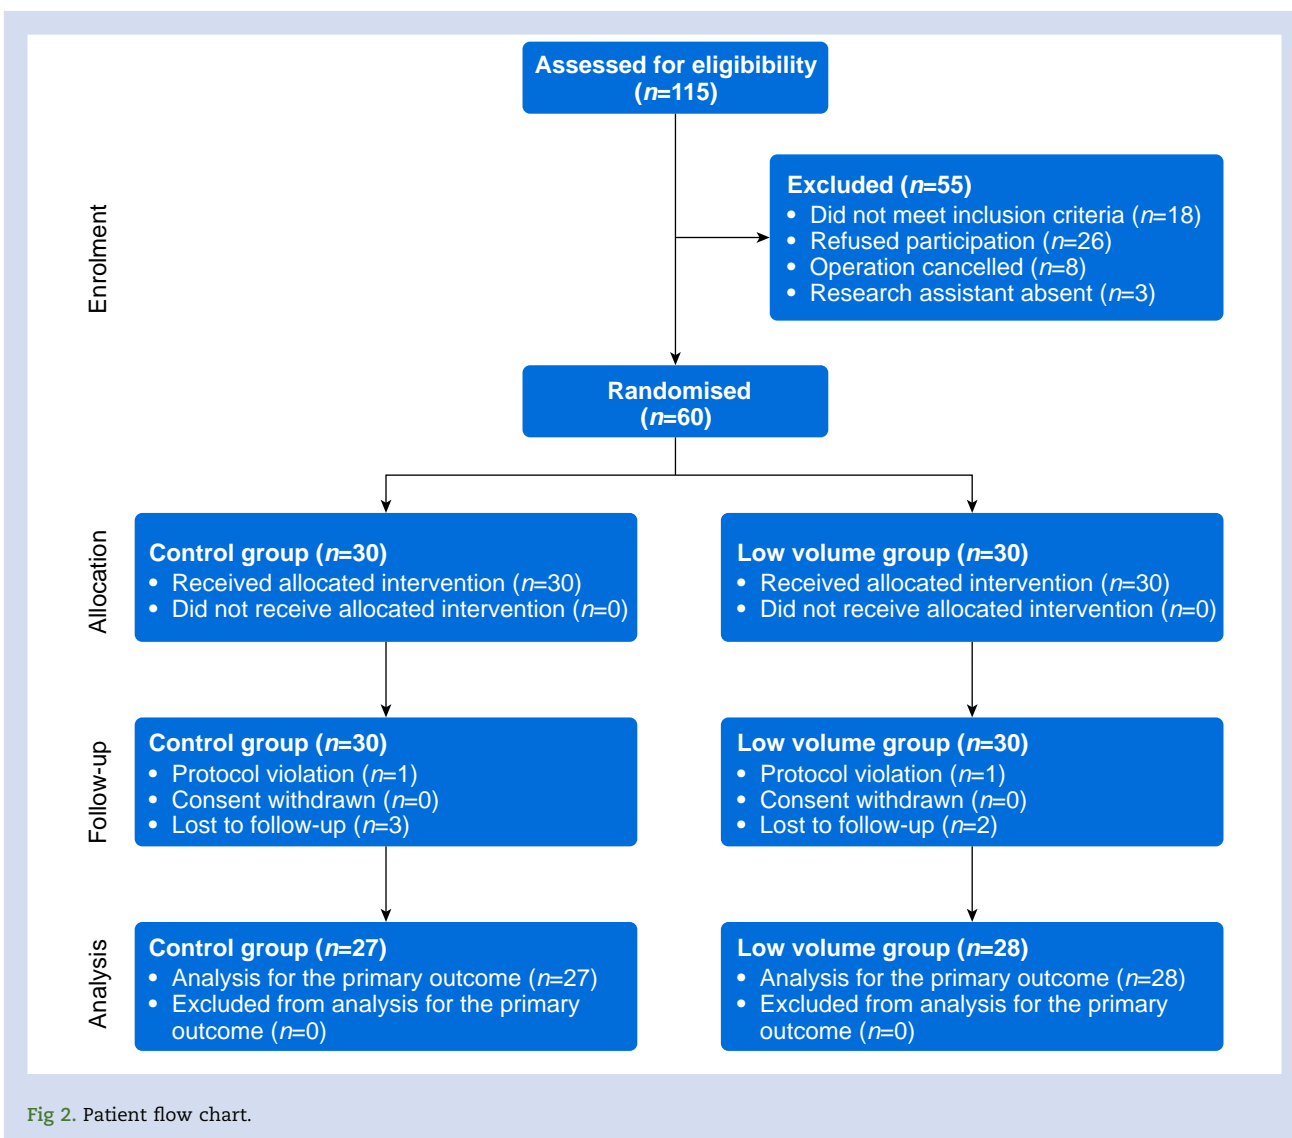 Assessed for eligibibility
(n=115)
Enrolment
Excluded (n=55)
• Did not meet inclusion criteria (n=18)
• Refused participation (n=26)
• Operation cancelled (n=8)
• Research assistant absent (n=3)
Randomised
(n=60)
Allocation
Control group (n=30)
• Received allocated intervention (n=30)
• Did not receive allocated intervention (n=0)
Low volume group (n=30)
• Received allocated intervention (n=30)
• Did not receive allocated intervention (n=0)
Follow-up
Control group (n=30)
• Protocol violation (n=1)
• Consent withdrawn (n=0)
• Lost to follow-up (n=3)
Low volume group (n=30)
• Protocol violation (n=1)
• Consent withdrawn (n=0)
• Lost to follow-up (n=2)
Analysis
Control group (n=27)
• Analysis for the primary outcome (n=27)
• Excluded from analysis for the primary
outcome (n=0)
Low volume group (n=28)
• Analysis for the primary outcome (n=28)
• Excluded from analysis for the primary
outcome (n=0)
Fig 2. Patient flow chart.